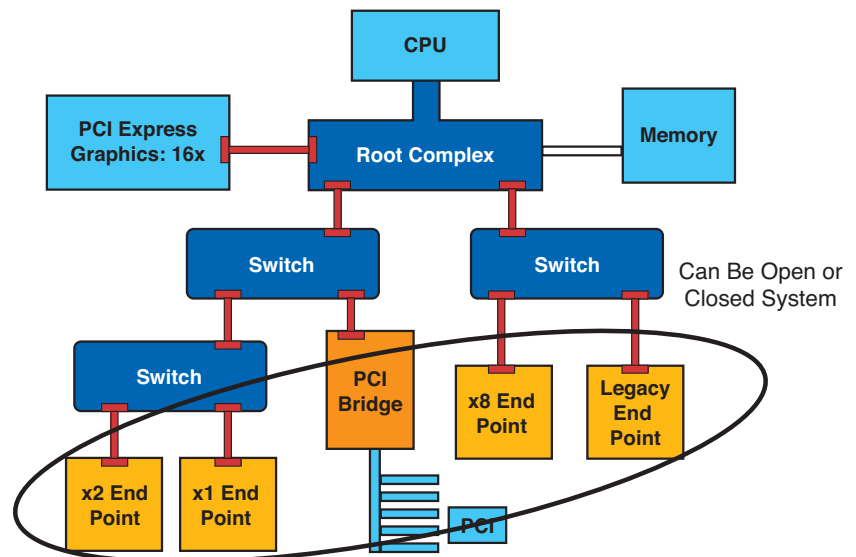 CPU
PCI Express
Graphics: 16x
Root Complex
Memory
Switch
Switch
Can Be Open or
Closed System
Switch
PCI
Bridge
x8 End
Point
Legacy
End
Point
x2 End
Point
x1 End
Point
PCI